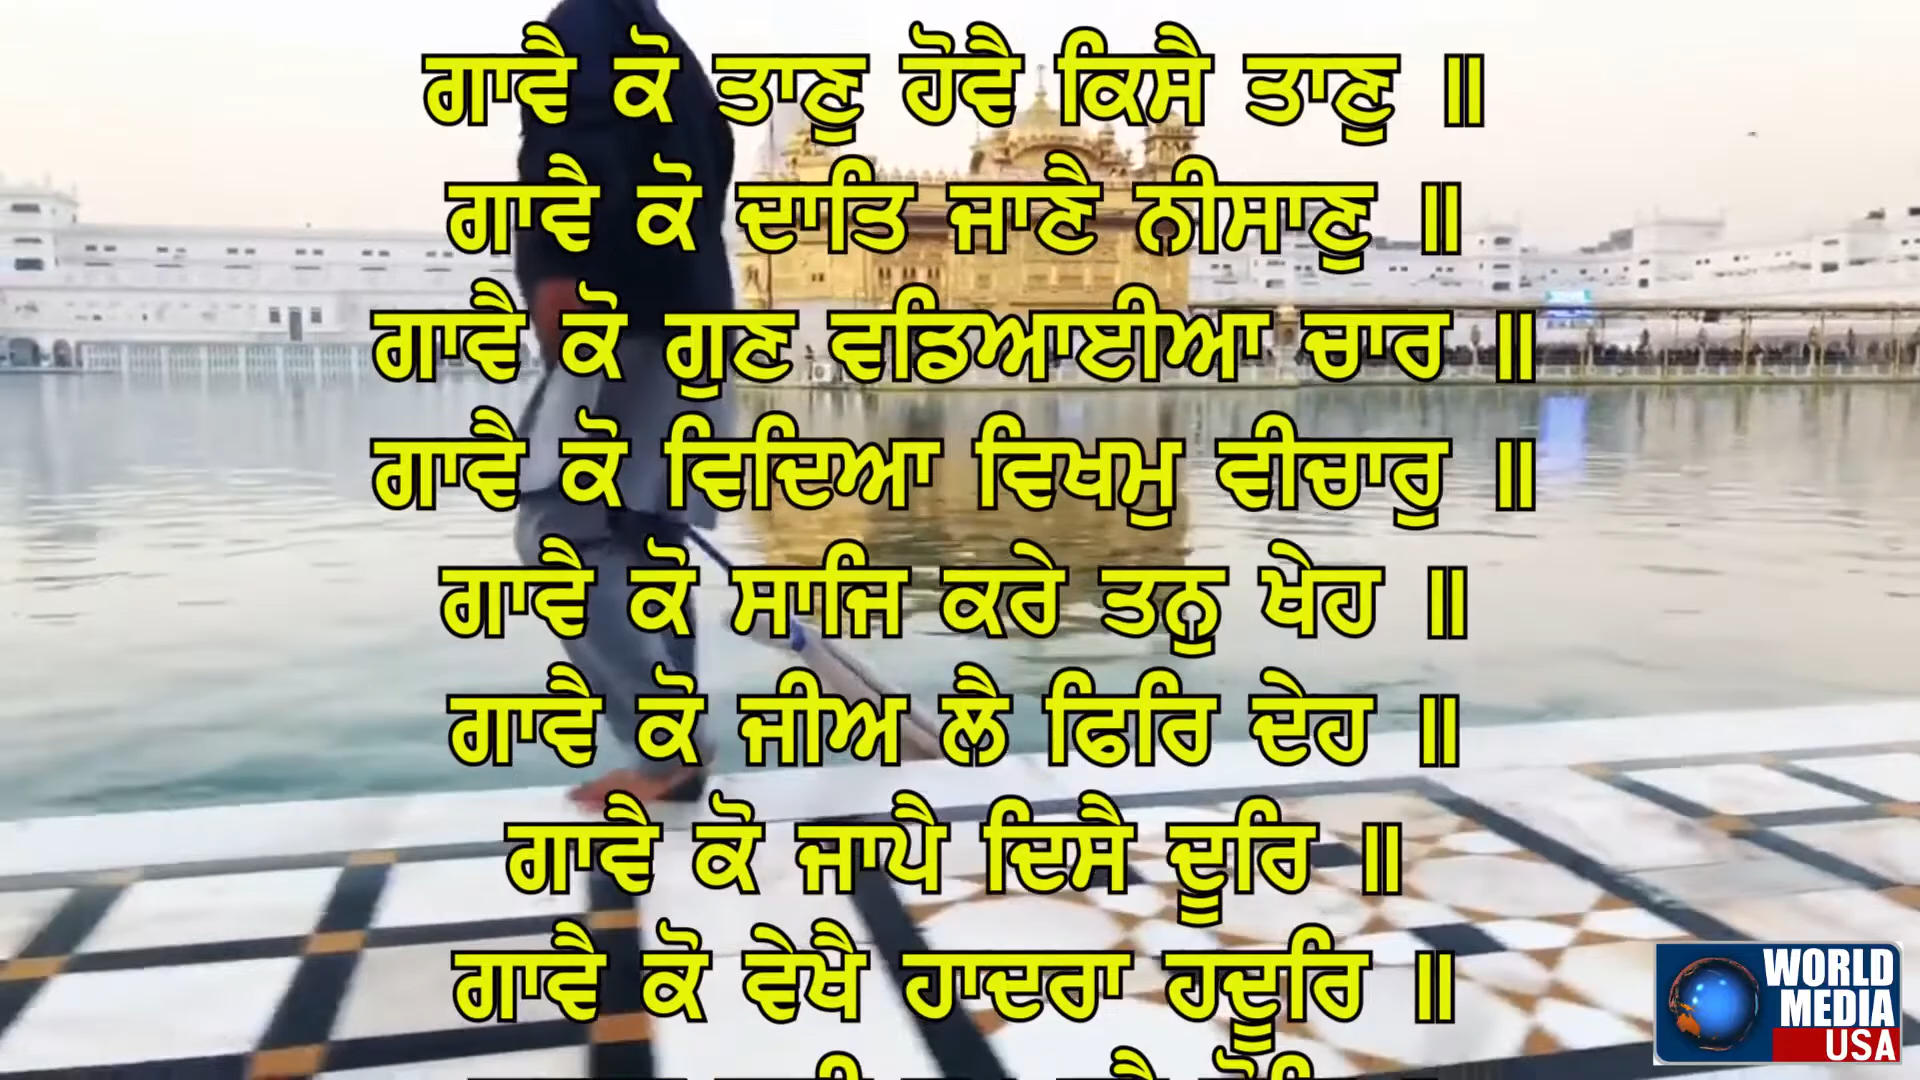 ਗਾਵੈ ਕੋ ਤਾਣੁ ਹੋਵੈ ਕਿਸੈ ਤਾਣੁ ॥
ਗਾਵੈ ਕੋ ਦਾਤਿ ਜਾਣੈ ਨੀਸਾਣੁ ॥
ਗਾਵੈ ਕੋ ਗੁਣ ਵਡਿਆਈਆ ਚਾਰ ॥
ਗਾਵੈ ਕੋ ਵਿਦਿਆ ਵਿਖਮੁ ਵੀਚਾਰੁ ॥
ਗਾਵੈ ਕੋ ਸਾਜਿ ਕਰੇ ਤਨੁ ਖੇਹ ॥
ਗਾਵੈ ਕੋ ਜੀਅ ਲੈ ਫਿਰਿ ਦੇਹ ॥
ਗਾਵੈ ਕੋ ਜਾਪੈ ਦਿਸੈ ਦੂਰਿ ॥
ਗਾਵੈ ਕੋ ਵੇਖੈ ਹਾਦਰਾ ਹਦੂਰਿ ॥
WORLD
MEDIA
USA